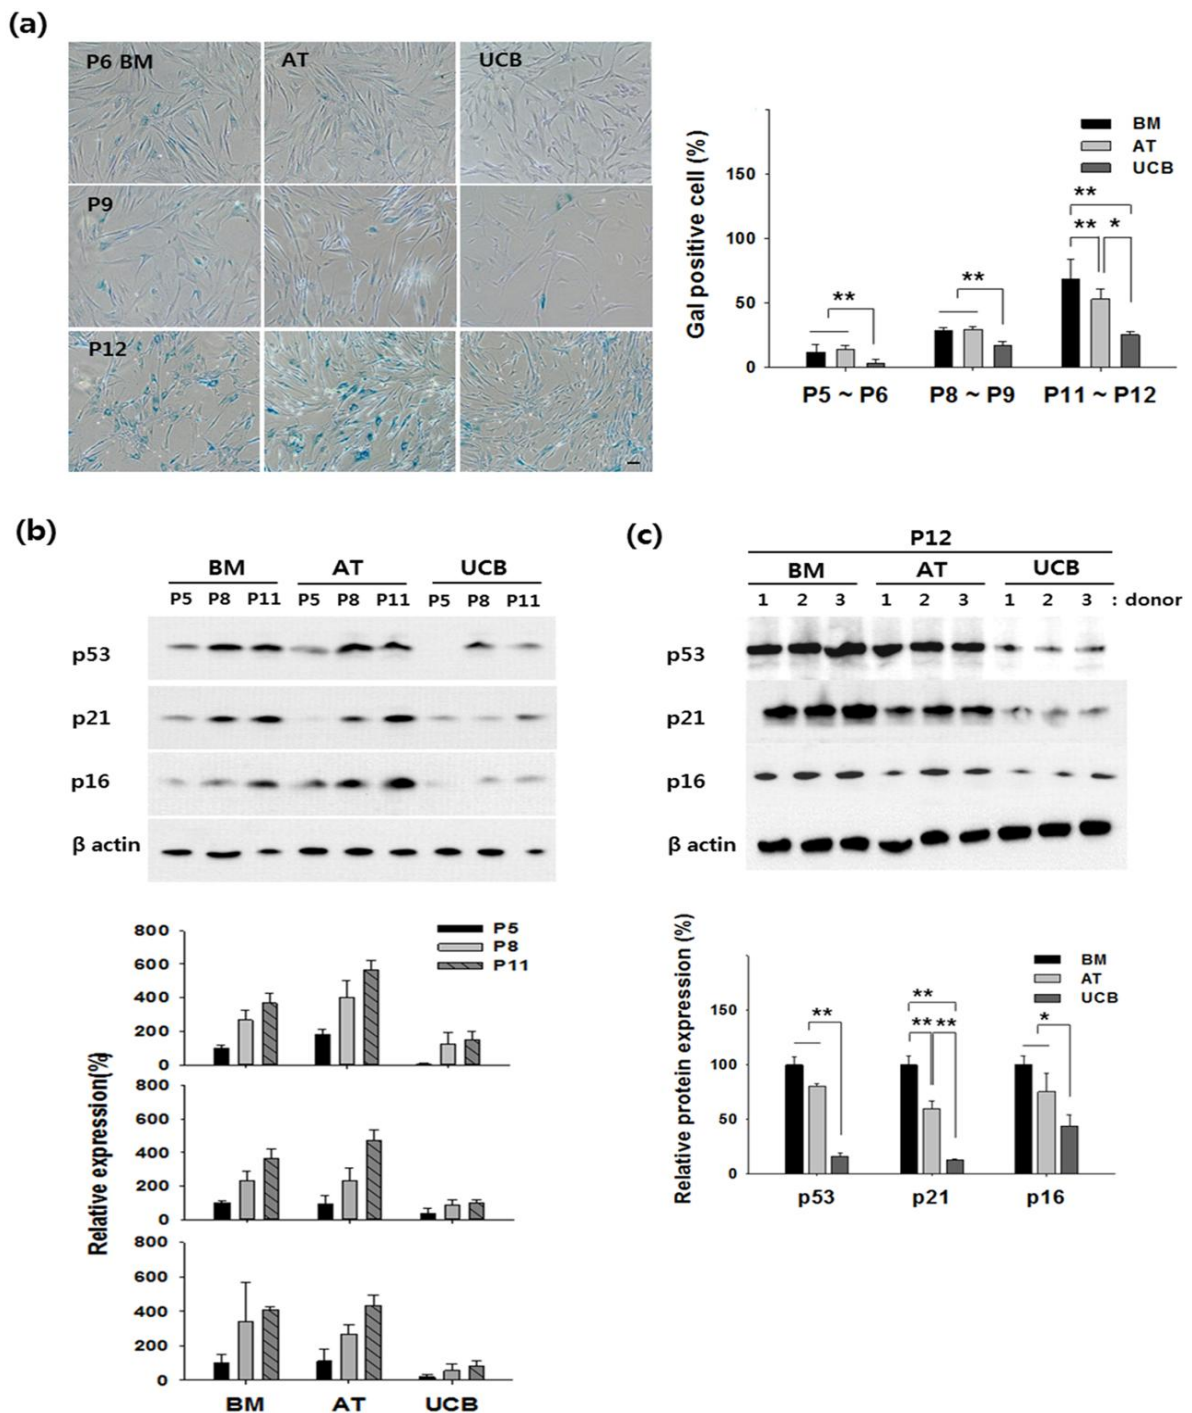 (a)
P6 BM
AT
UCB
P9
P12
Gal positive cell (%)
BM
AT
UCB
150
100
50
0
**
**
**
**
*
P5 ~ P6
P8 ~ P9
P11 ~ P12
(b)
BM
AT
UCB
P5
P8
P11
P5
P8
P11
P5
P8
P11
p53
p21
p16
β actin
Relative expression(%)
P5
P8
P11
800
600
400
200
0
800
600
400
200
0
800
600
400
200
0
BM
AT
UCB
(c)
P12
BM
AT
UCB
1 2 3 1 2 3 1 2 3 : donor
p53
p21
p16
β actin
Relative protein expression (%)
BM
AT
UCB
150
100
50
0
**
**
**
**
*
p53
p21
p16